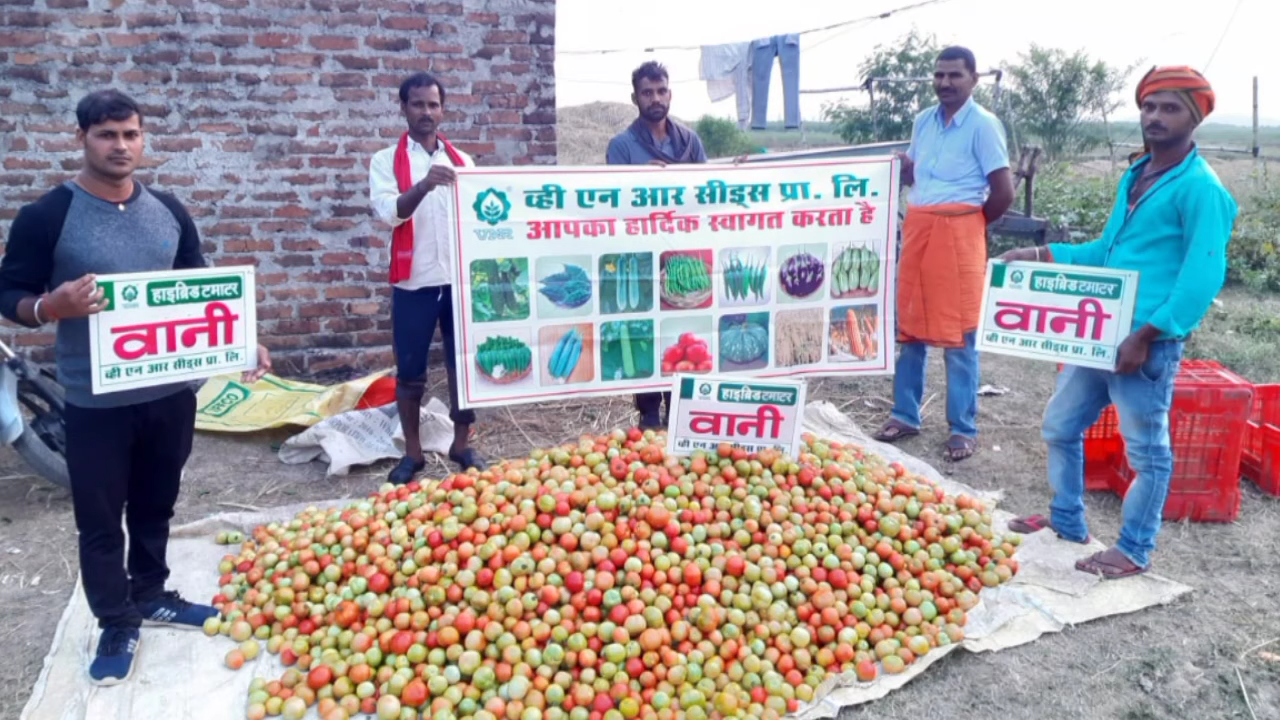 व्ही एन आर सीड्स प्रा. लि.
VNR
आपका हार्दिक स्वागत करता है
हाइब्रिड टमाटर
वानी
व्ही एन आर सीड्स प्रा. लि.
हाइब्रिड टमाटर
वानी
व्ही एन आर सीड्स प्रा. लि.
हाइब्रिड टमाटर
वानी
व्ही एन आर सीड्स प्रा. लि.